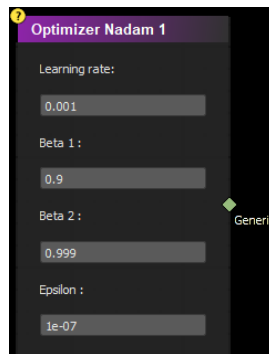 ?
Optimizer Nadam 1
Learning rate:
0.001
Beta 1 :
0.9
Beta 2 :
0.999
Generi
Epsilon :
1e-07